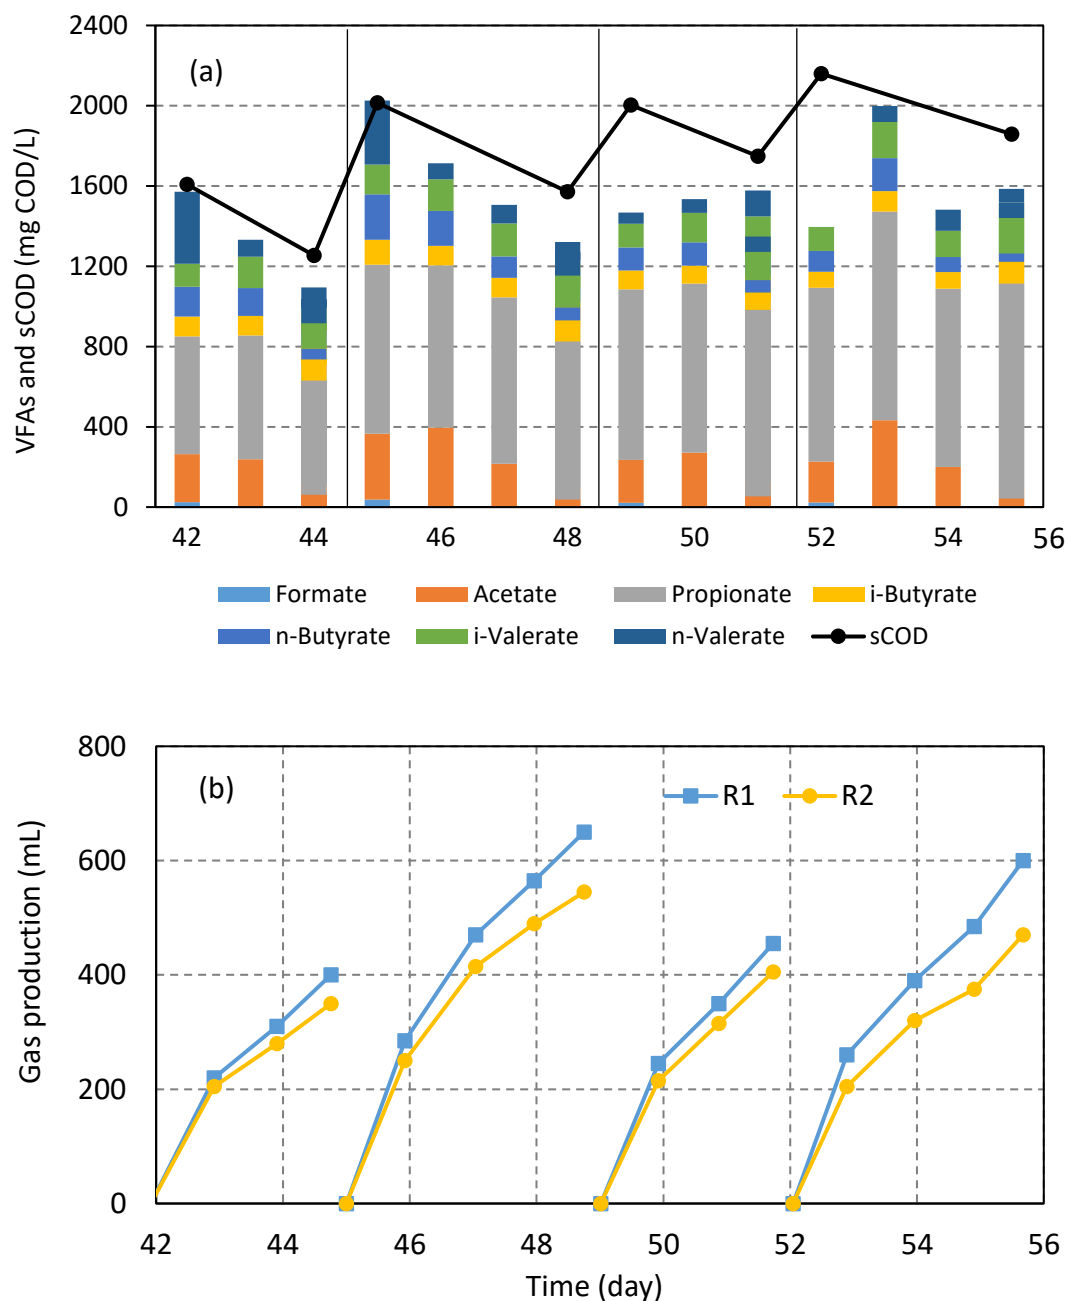 2400
2000
1600
1200
800
400
0
VFAs and sCOD (mg COD/L)
(a)
42 44 46 48 50 52 54 56
Formate Acetate Propionate i-Butyrate
n-Butyrate i-Valerate n-Valerate sCOD
800
600
400
200
0
Gas production (mL)
(b)
R1 R2
42 44 46 48 50 52 54 56
Time (day)